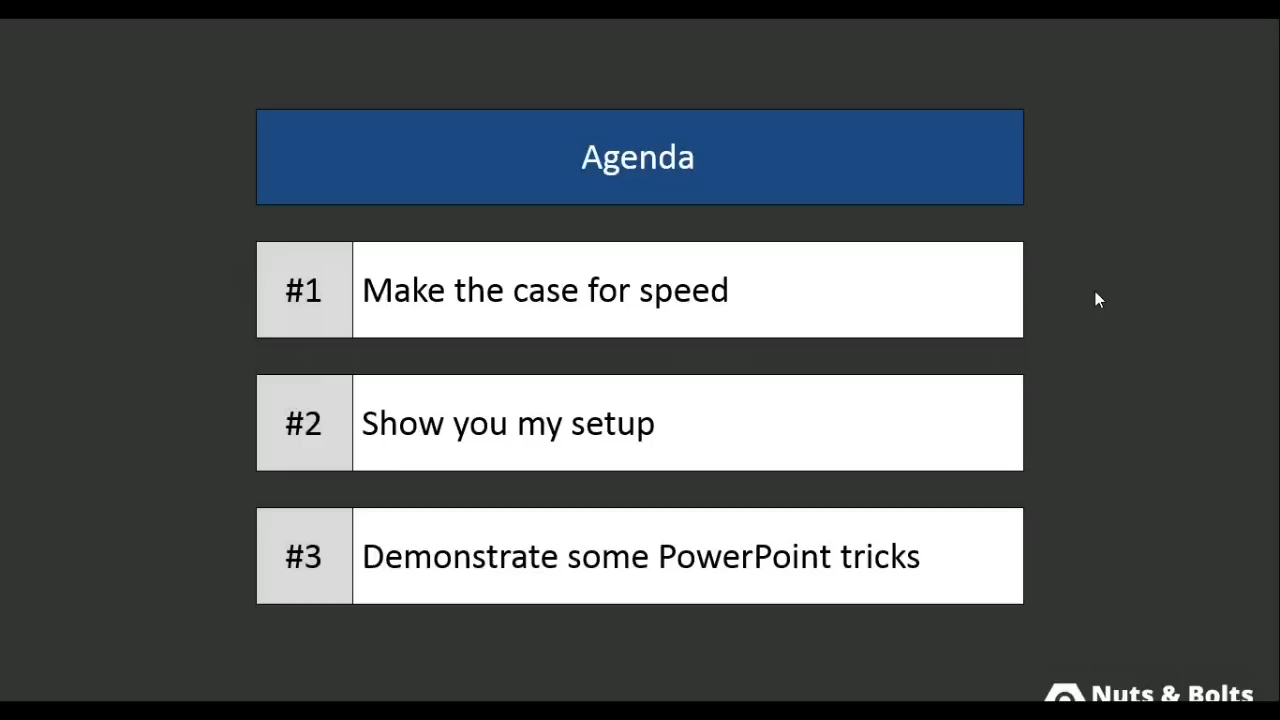 Agenda
#1 Make the case for speed
#2 Show you my setup
#3 Demonstrate some PowerPoint tricks
Nuts & Bolts